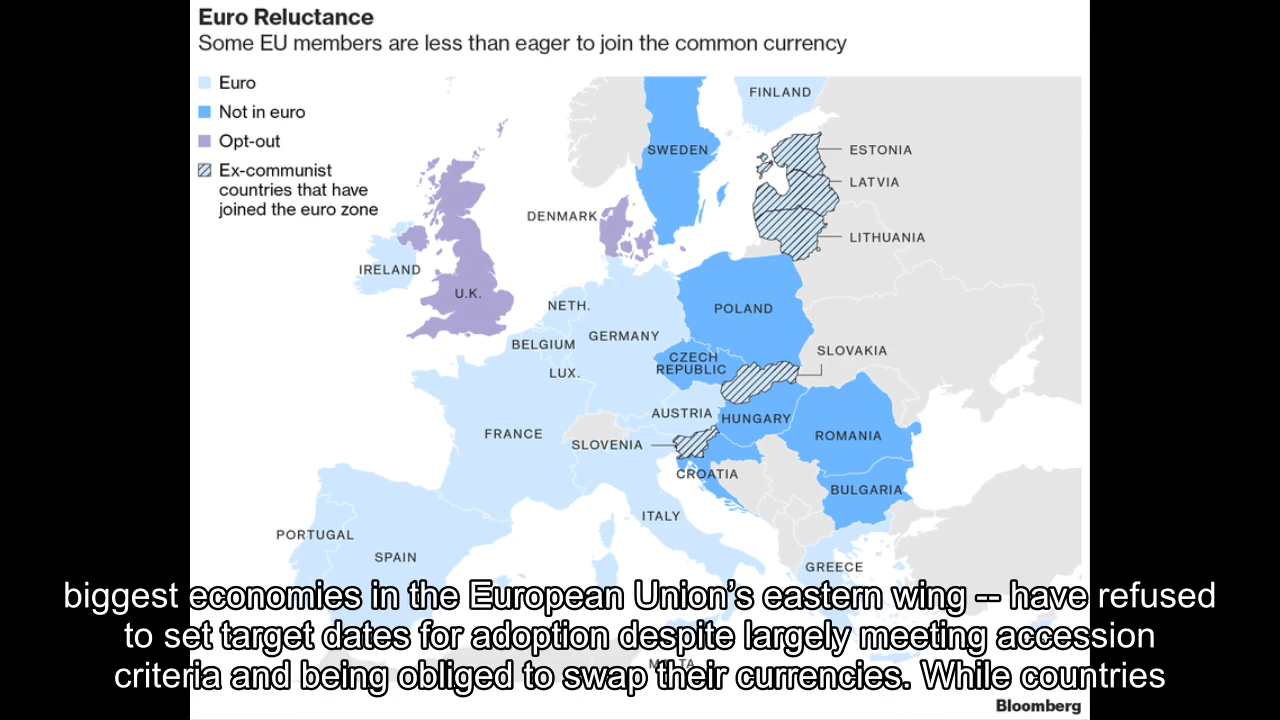 Euro Reluctance
Some EU members are less than eager to join the common currency
Euro
Not in euro
Opt-out
Ex-communist
countries that have
joined the euro zone
FINLAND
SWEDEN
ESTONIA
LATVIA
LITHUANIA
DENMARK
IRELAND
U.K.
NETH.
BELGIUM
LUX.
GERMANY
POLAND
CZECH
REPUBLIC
SLOVAKIA
AUSTRIA
HUNGARY
FRANCE
SLOVENIA
ROMANIA
CROATIA
BULGARIA
ITALY
PORTUGAL
SPAIN
GREECE
biggest economies in the European Union's eastern wing -- have refused
to set target dates for adoption despite largely meeting accession
MALTA
criteria and being obliged to swap their currencies. While countries
Bloomberg